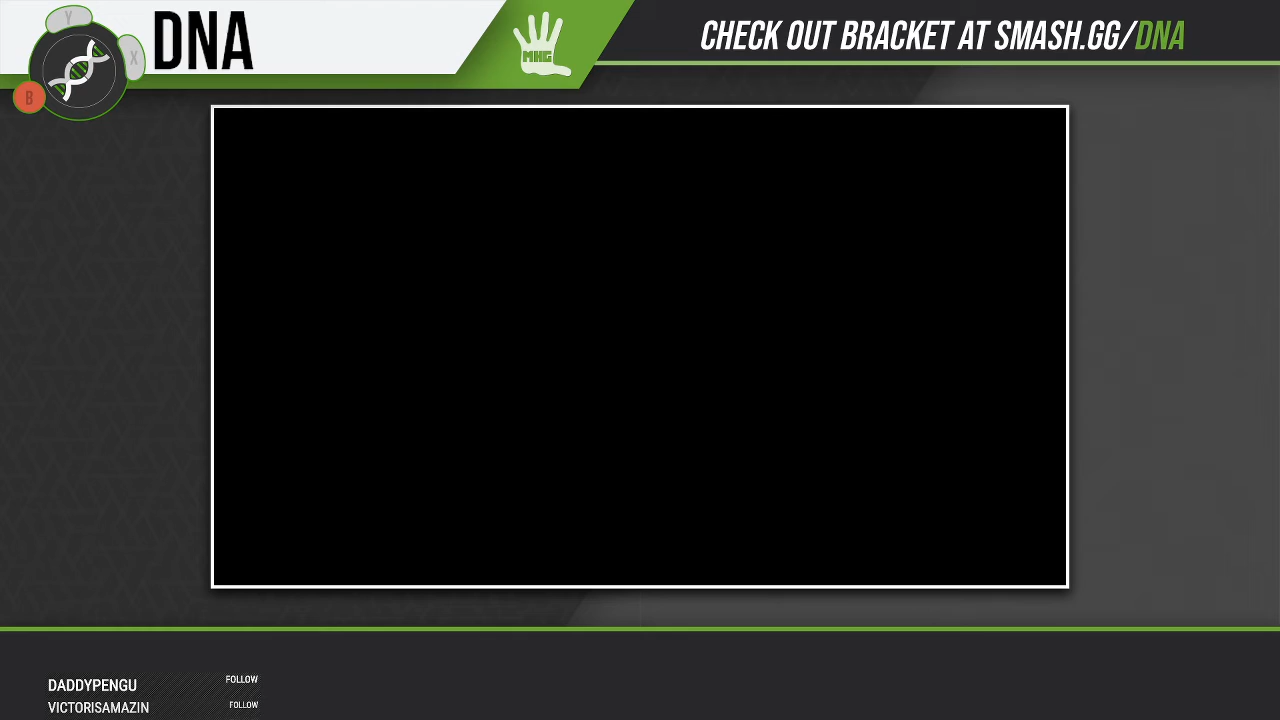 Y
X
B
DNA
MHG
CHECK OUT BRACKET AT SMASH.GG/DNA
DADDYPENGU FOLLOW
VICTORISAMAZIN FOLLOW